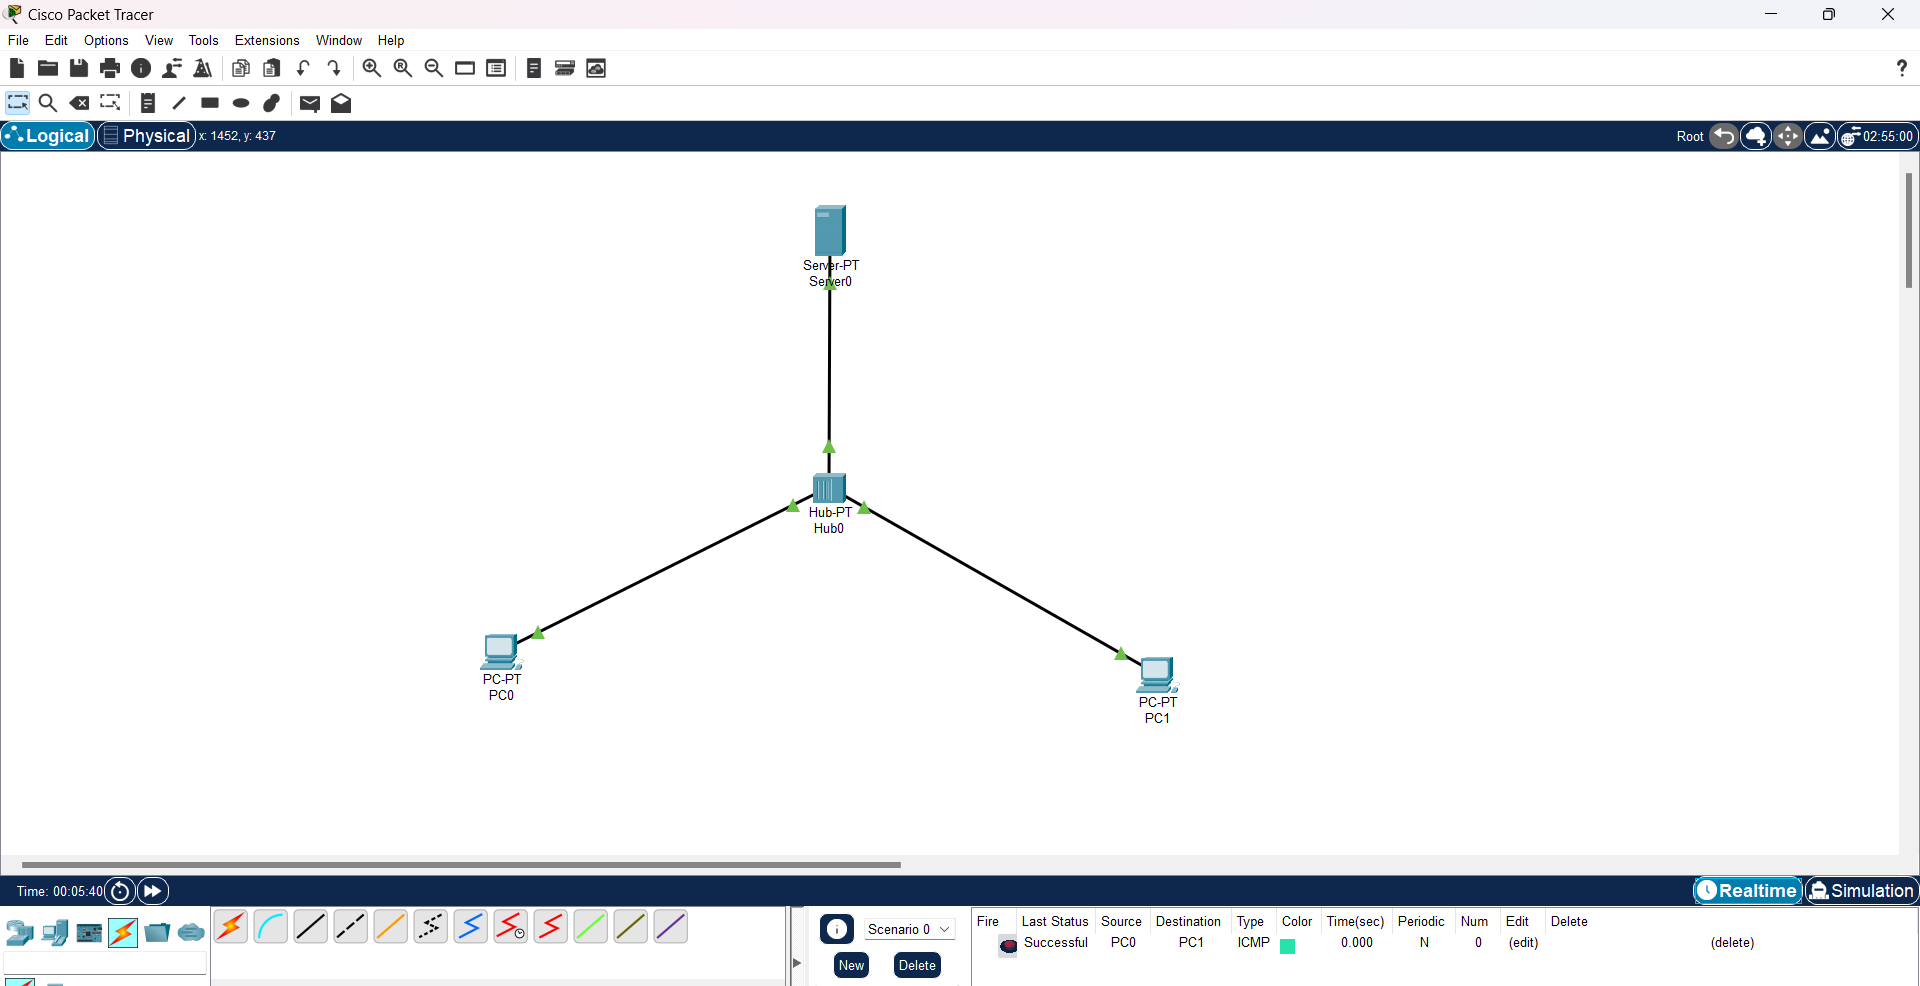 Cisco Packet Tracer
File Edit Options View Tools Extensions Window Help
?
Logical Physical x: 1452, y: 437 Root 02:55:00
Server-PT
Server0
Hub-PT
Hub0
PC-PT
PC0
PC-PT
PC1
Time: 00:05:40 Realtime Simulation
Scenario 0
New Delete
Fire Last Status Source Destination Type Color Time(sec) Periodic Num Edit Delete
Successful PC0 PC1 ICMP 0.000 N 0 (edit) (delete)